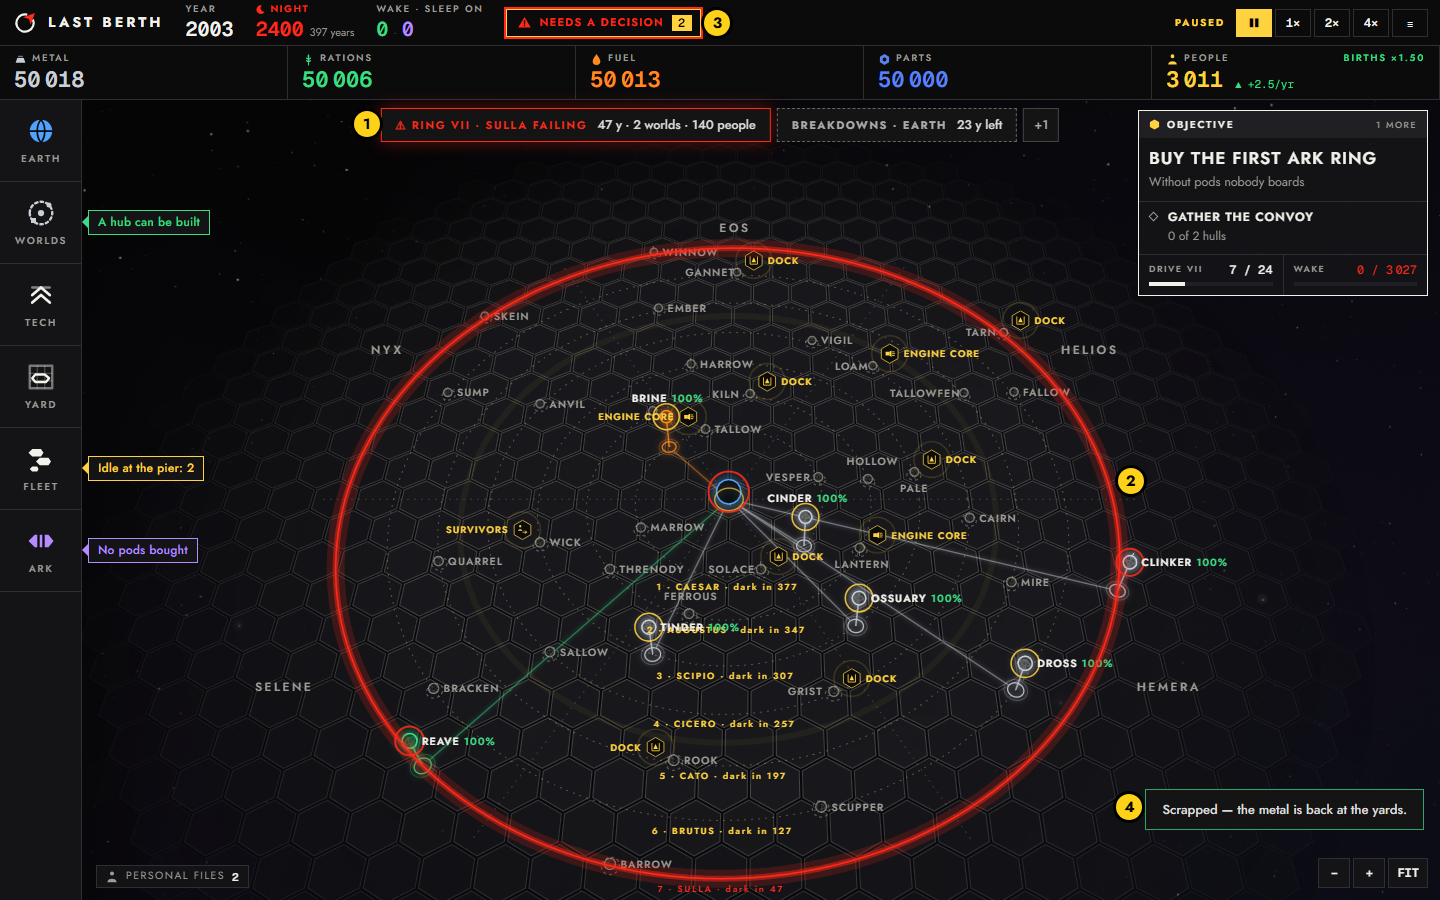 LAST BERTH
YEAR
2003
NIGHT
2400 397 years
WAKE · SLEEP ON
0 · 0
NEEDS A DECISION 2
3
PAUSED
1×
2×
4×
≡
METAL
50 018
RATIONS
50 006
FUEL
50 013
PARTS
50 000
PEOPLE
BIRTHS ×1.50
3 011 ▲ +2.5/yr
EARTH
WORLDS
TECH
YARD
FLEET
ARK
A hub can be built
Idle at the pier: 2
No pods bought
1
RING VII · SULLA FAILING 47 y · 2 worlds · 140 people
BREAKDOWNS · EARTH 23 y left
+1
OBJECTIVE 1 MORE
BUY THE FIRST ARK RING
Without pods nobody boards
GATHER THE CONVOY
0 of 2 hulls
DRIVE VII 7 / 24
WAKE 0 / 3 027
EOS
WINNOW
GANNET
DOCK
SKEIN
EMBER
DOCK
TARN
NYX
VIGIL
ENGINE CORE
HELIOS
HARROW
LOAM
DOCK
SUMP
BRINE 100%
KILN
TALLOWFEN
FALLOW
ANVIL
ENGINE CORE
TALLOW
HOLLOW
DOCK
VESPER
PALE
2
CINDER 100%
CAIRN
SURVIVORS
MARROW
ENGINE CORE
WICK
QUARREL
DOCK
LANTERN
CLINKER 100%
THRENODY
SOLACE
MIRE
1 · CAESAR · dark in 377
FERROUS
OSSUARY 100%
TINDER 100%
2 · AUGUSTUS · dark in 347
SALLOW
DROSS 100%
3 · SCIPIO · dark in 307
DOCK
SELENE
BRACKEN
GRIST
HEMERA
4 · CICERO · dark in 257
REAVE 100%
DOCK
ROOK
5 · CATO · dark in 197
SCUPPER
6 · BRUTUS · dark in 127
BARROW
7 · SULLA · dark in 47
4
Scrapped — the metal is back at the yards.
PERSONAL FILES 2
−
+
FIT